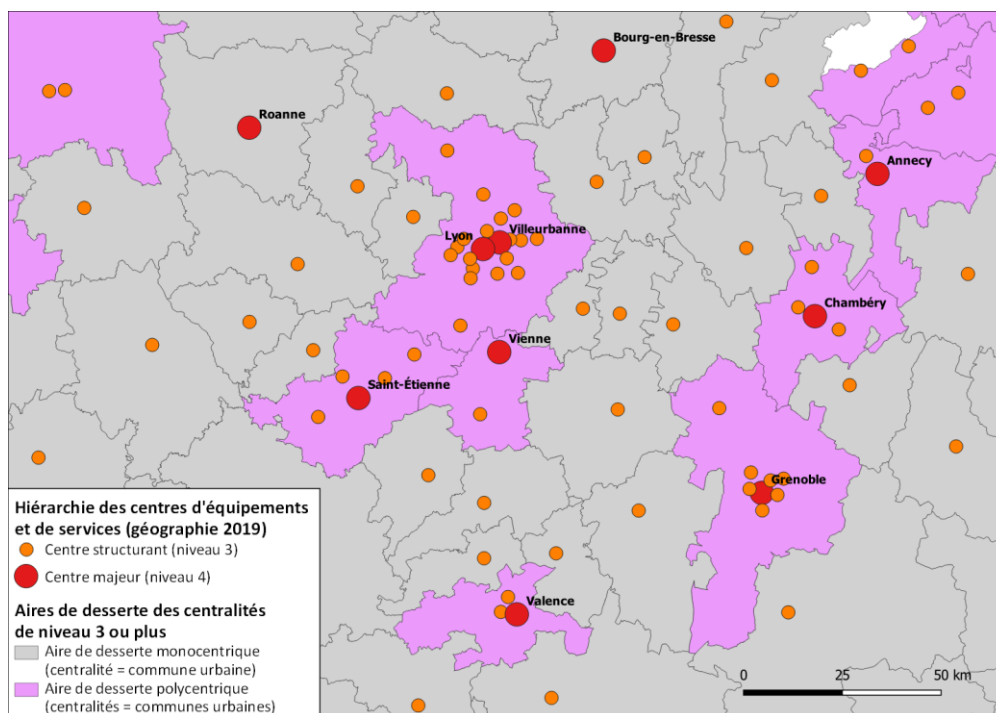 Bourg-en-Bresse
Roanne
Annecy
Lyon
Villeurbanne
Chambéry
Vienne
Saint-Étienne
Grenoble
Valence
Hiérarchie des centres d'équipements
et de services (géographie 2019)
Centre structurant (niveau 3)
Centre majeur (niveau 4)
Aires de desserte des centralités
de niveau 3 ou plus
Aire de desserte monocentrique
(centralité = commune urbaine)
Aire de desserte polycentrique
(centralités = communes urbaines)
0 25 50 km